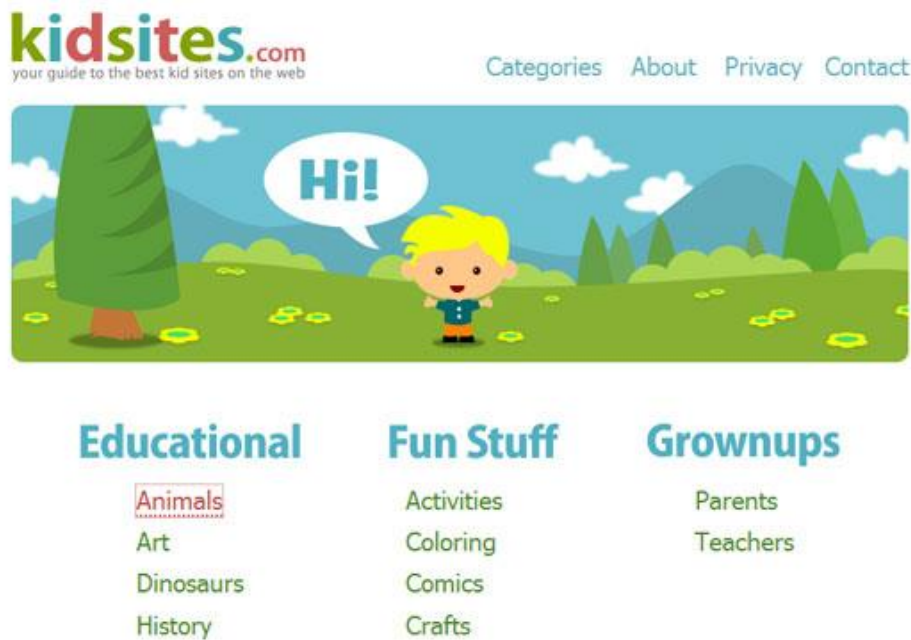 kidsites.com
your guide to the best kid sites on the web
Categories About Privacy Contact
Hi!
Educational
Animals
Art
Dinosaurs
History
Fun Stuff
Activities
Coloring
Comics
Crafts
Grownups
Parents
Teachers